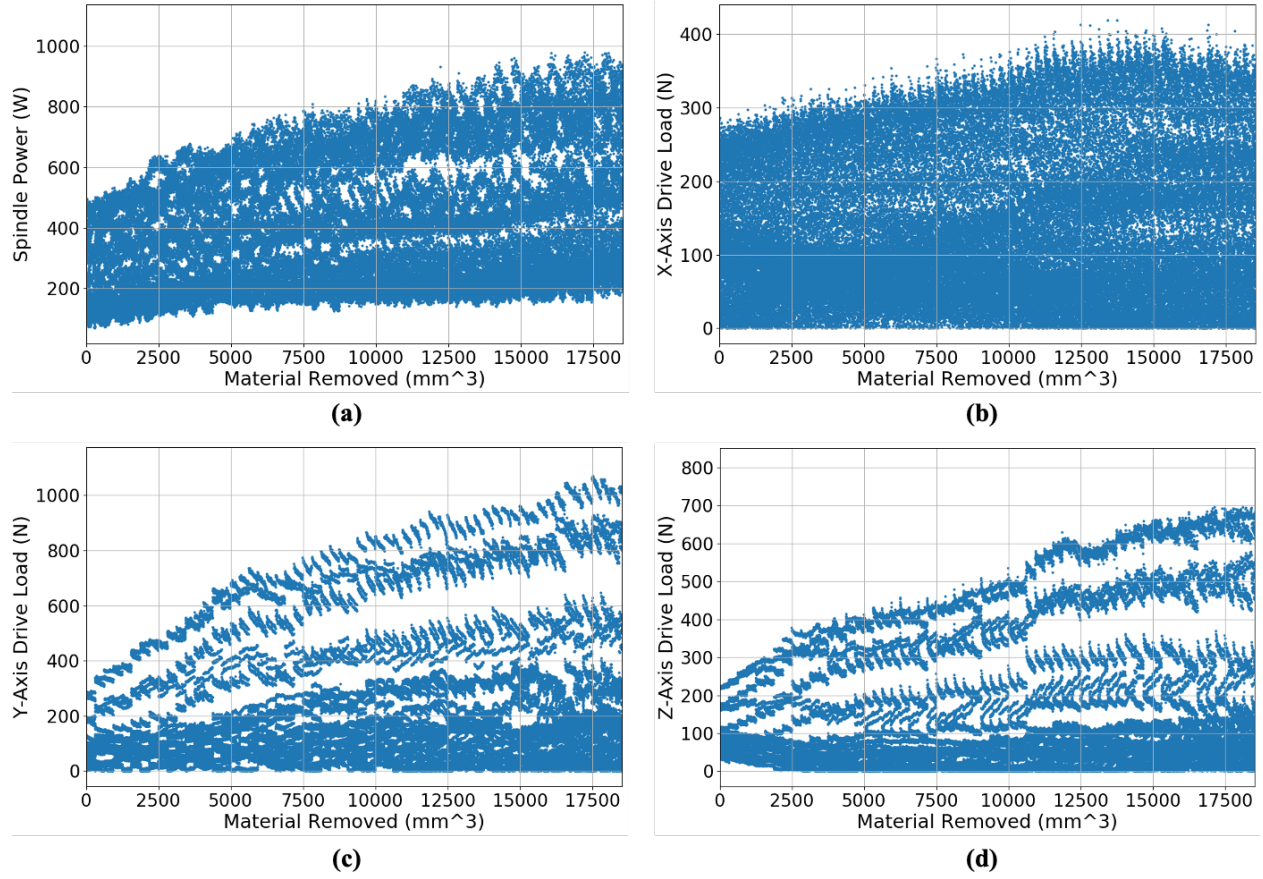 1000
800
600
400
200
Spindle Power (W)
0 2500 5000 7500 10000 12500 15000 17500
Material Removed (mm^3)
(a)
400
300
200
100
0
X-Axis Drive Load (N)
0 2500 5000 7500 10000 12500 15000 17500
Material Removed (mm^3)
(b)
1000
800
600
400
200
0
Y-Axis Drive Load (N)
0 2500 5000 7500 10000 12500 15000 17500
Material Removed (mm^3)
(c)
800
700
600
500
400
300
200
100
0
Z-Axis Drive Load (N)
0 2500 5000 7500 10000 12500 15000 17500
Material Removed (mm^3)
(d)